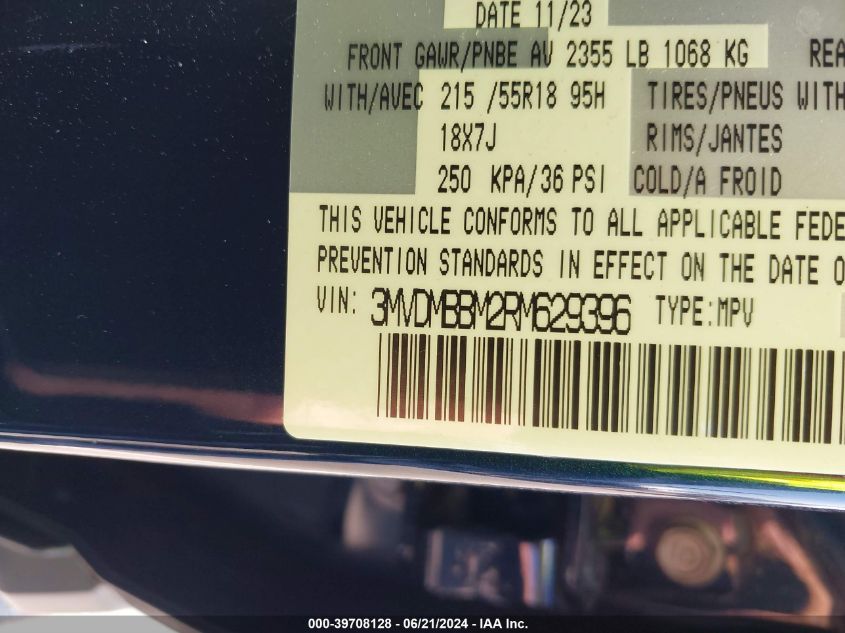 DATE 11/23
FRONT GAWR/PNBE AV 2355 LB 1068 KG REA
WITH/AVEC 215 /55R18 95H TIRES/PNEUS WITH
18X7J RIMS/JANTES
250 KPA/36 PSI COLD/A FROID
THIS VEHICLE CONFORMS TO ALL APPLICABLE FEDE
PREVENTION STANDARDS IN EFFECT ON THE DATE O
VIN: 3MVDMBBM2RM629396 TYPE:MPV
000-39708128 - 06/21/2024 - IAA Inc.